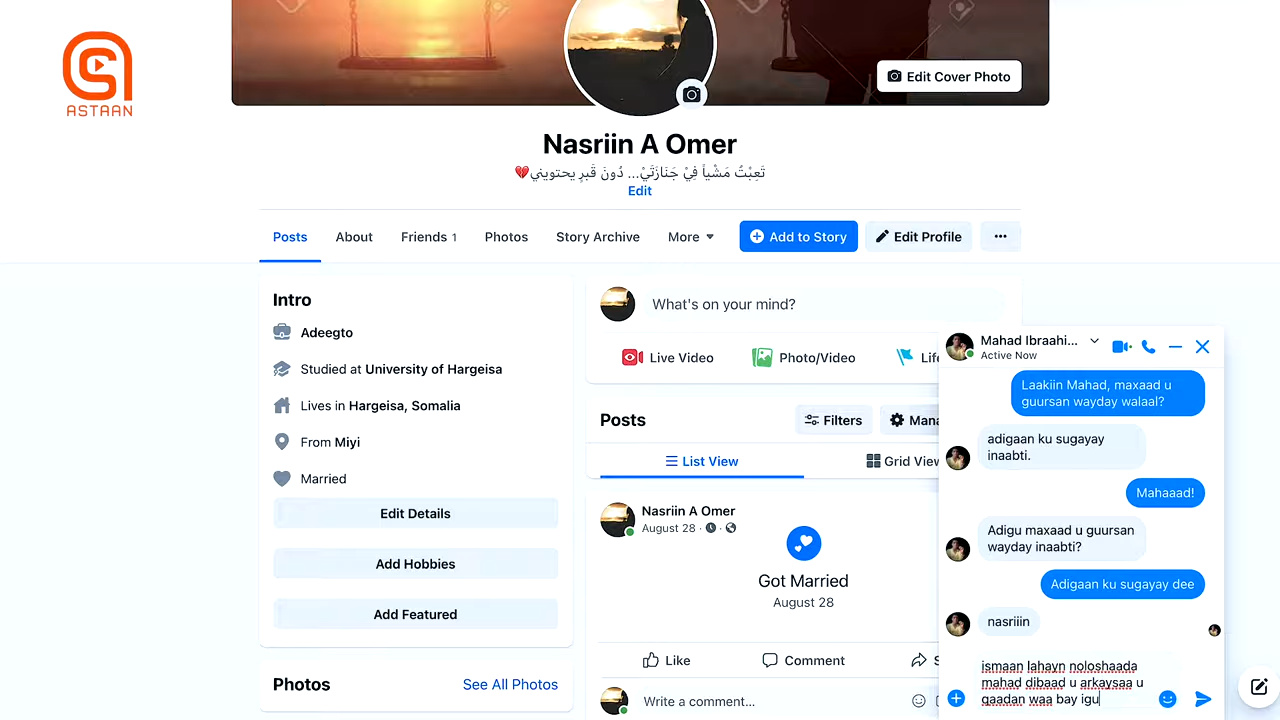 ASTAAN
Edit Cover Photo
Nasriin A Omer
تَعِبْتُ مَشْياً فِيْ جَنَازَتَيْ... دُونَ قَبرٍ يحتويني💔
Edit
Posts
About
Friends 1
Photos
Story Archive
More
Add to Story
Edit Profile
Intro
Adeegto
Studied at University of Hargeisa
Lives in Hargeisa, Somalia
From Miyi
Married
Edit Details
Add Hobbies
Add Featured
Photos
See All Photos
What's on your mind?
Live Video
Photo/Video
Posts
Filters
List View
Grid View
Nasriin A Omer
August 28
Got Married
August 28
Like
Comment
Write a comment...
Mahad Ibraahi...
Active Now
Laakiin Mahad, maxaad u
guursan wayday walaal?
adigaan ku sugayay
inaabti.
Mahaaad!
Adigu maxaad u guursan
wayday inaabti?
Adigaan ku sugayay dee
nasriiin
ismaan lahayn noloshaada
mahad dibaad u arkaysaa u
qaadan waa bay igu